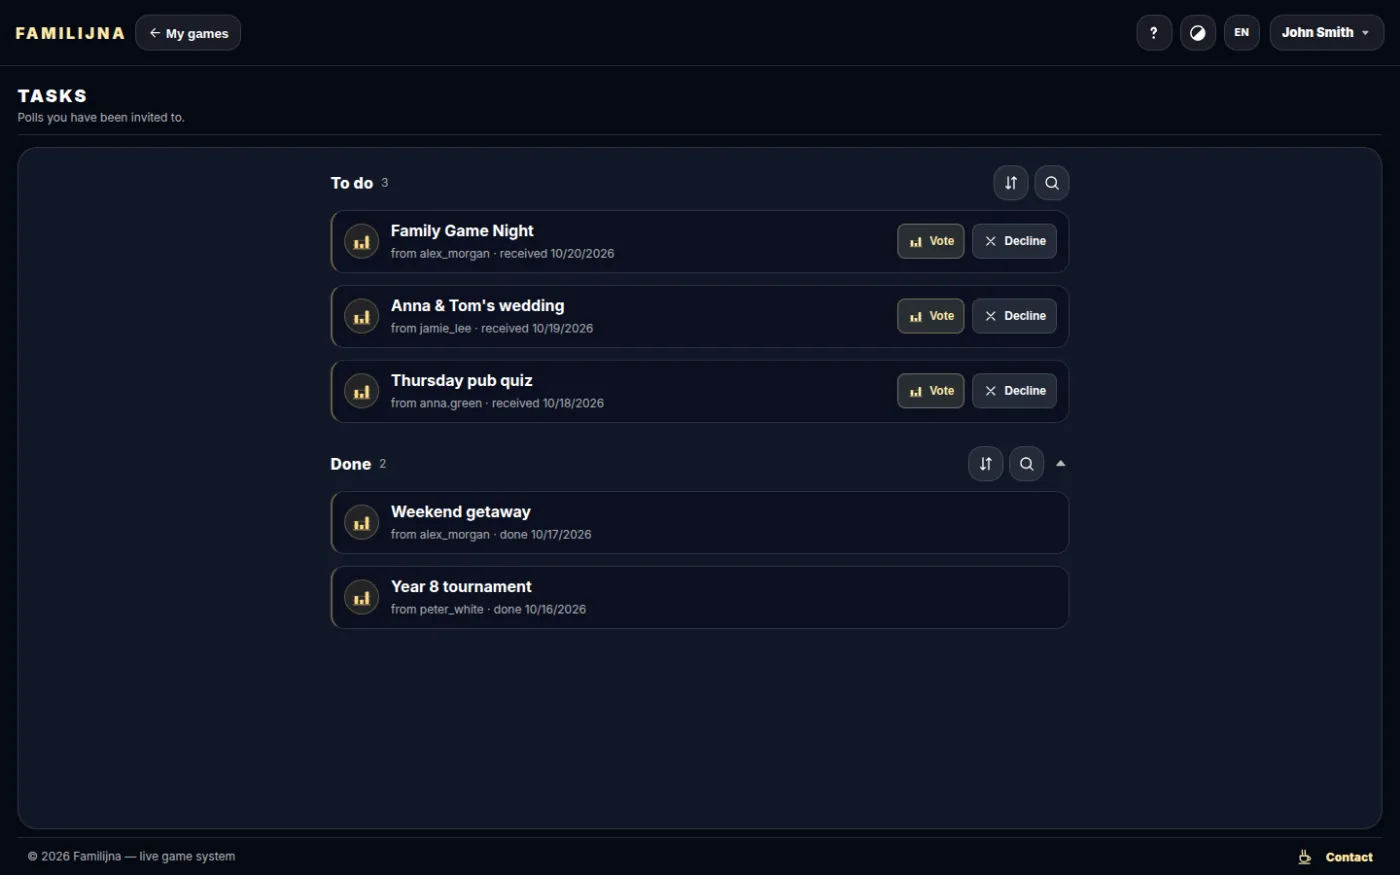 FAMILIJNA
← My games
?
EN
John Smith
TASKS
Polls you have been invited to.
To do 3
Family Game Night
from alex_morgan · received 10/20/2026
Vote
Decline
Anna & Tom's wedding
from jamie_lee · received 10/19/2026
Vote
Decline
Thursday pub quiz
from anna.green · received 10/18/2026
Vote
Decline
Done 2
Weekend getaway
from alex_morgan · done 10/17/2026
Year 8 tournament
from peter_white · done 10/16/2026
© 2026 Familijna — live game system
Contact